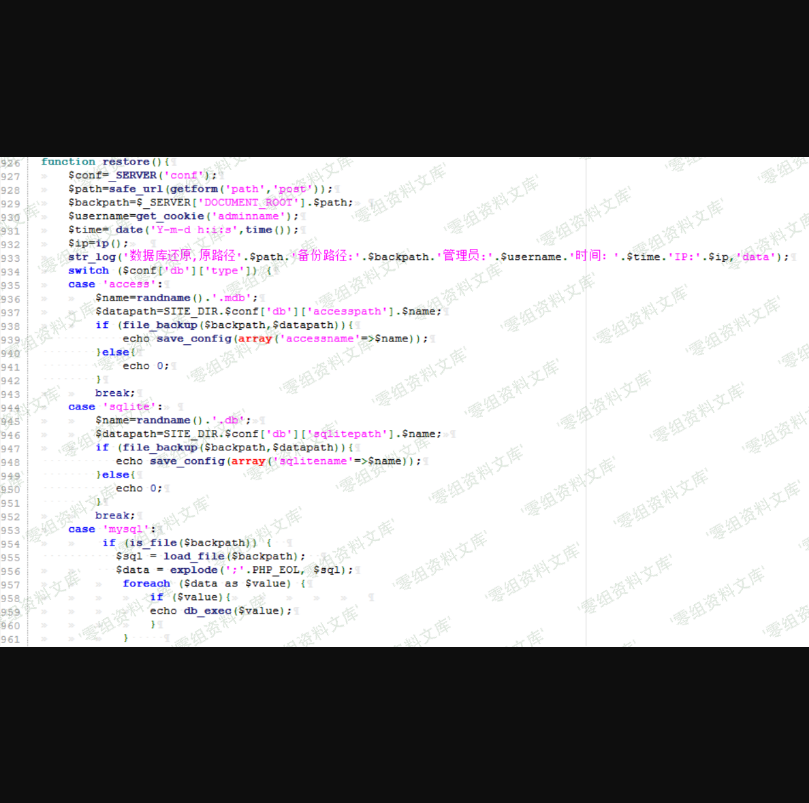 926 function restore(){
927 $conf=_SERVER('conf');
928 $path=safe_url(getform('path','post'));
929 $backpath=$_SERVER['DOCUMENT_ROOT'].$path;
930 $username=get_cookie('adminname');
931 $time=_date('Y-m-d h:i:s',time());
932 $ip=ip();
933 str_log('数据库还原,原路径'.$path.'备份路径:'.$backpath.'管理员:'.$username.'时间: '.$time.'IP:'.$ip,'data');
934 switch ($conf['db']['type']) {
935 case 'access':
936 $name=randname().'.mdb';
937 $datapath=SITE_DIR.$conf['db']['accesspath'].$name;
938 if (file_backup($backpath,$datapath)){
939 echo save_config(array('accessname'=>$name));
940 }else{
941 echo 0;
942 }
943 break;
944 case 'sqlite':
945 $name=randname().'.db';
946 $datapath=SITE_DIR.$conf['db']['sqlitepath'].$name;
947 if (file_backup($backpath,$datapath)){
948 echo save_config(array('sqlitename'=>$name));
949 }else{
950 echo 0;
951 }
952 break;
953 case 'mysql':
954 if (is_file($backpath)) {
955 $sql = load_file($backpath);
956 $data = explode(';'.PHP_EOL, $sql);
957 foreach ($data as $value) {
958 if ($value){
959 echo db_exec($value);
960 }
961 }
零组资料文库